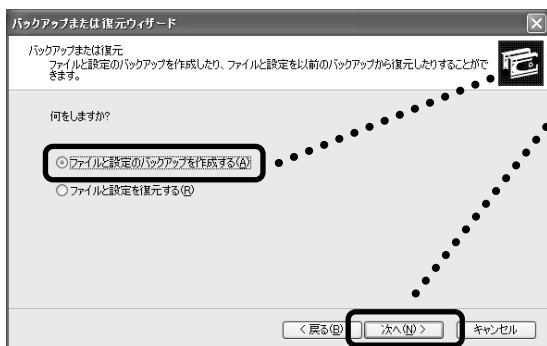 バックアップまたは復元ウィザード
バックアップまたは復元
ファイルと設定のバックアップを作成したり、ファイルと設定を以前のバックアップから復元したりすることがで
きます。
何をしますか?
ファイルと設定のバックアップを作成する(A)
ファイルと設定を復元する(R)
< 戻る(B)
次へ(N) >
キャンセル